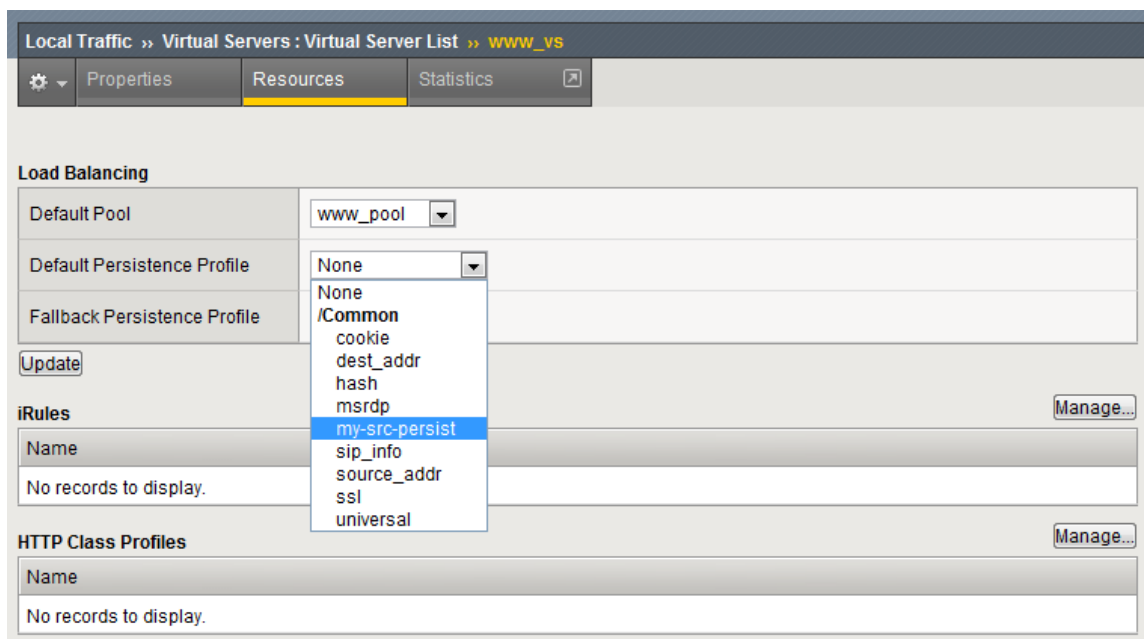 Local Traffic ›› Virtual Servers : Virtual Server List ›› www_vs
Properties Resources Statistics
Load Balancing
Default Pool www_pool
Default Persistence Profile None
None
Fallback Persistence Profile /Common
cookie
Update dest_addr
hash
msrdp
iRules Manage...
my-src-persist
Name sip_info
source_addr
No records to display. ssl
universal
HTTP Class Profiles Manage...
Name
No records to display.